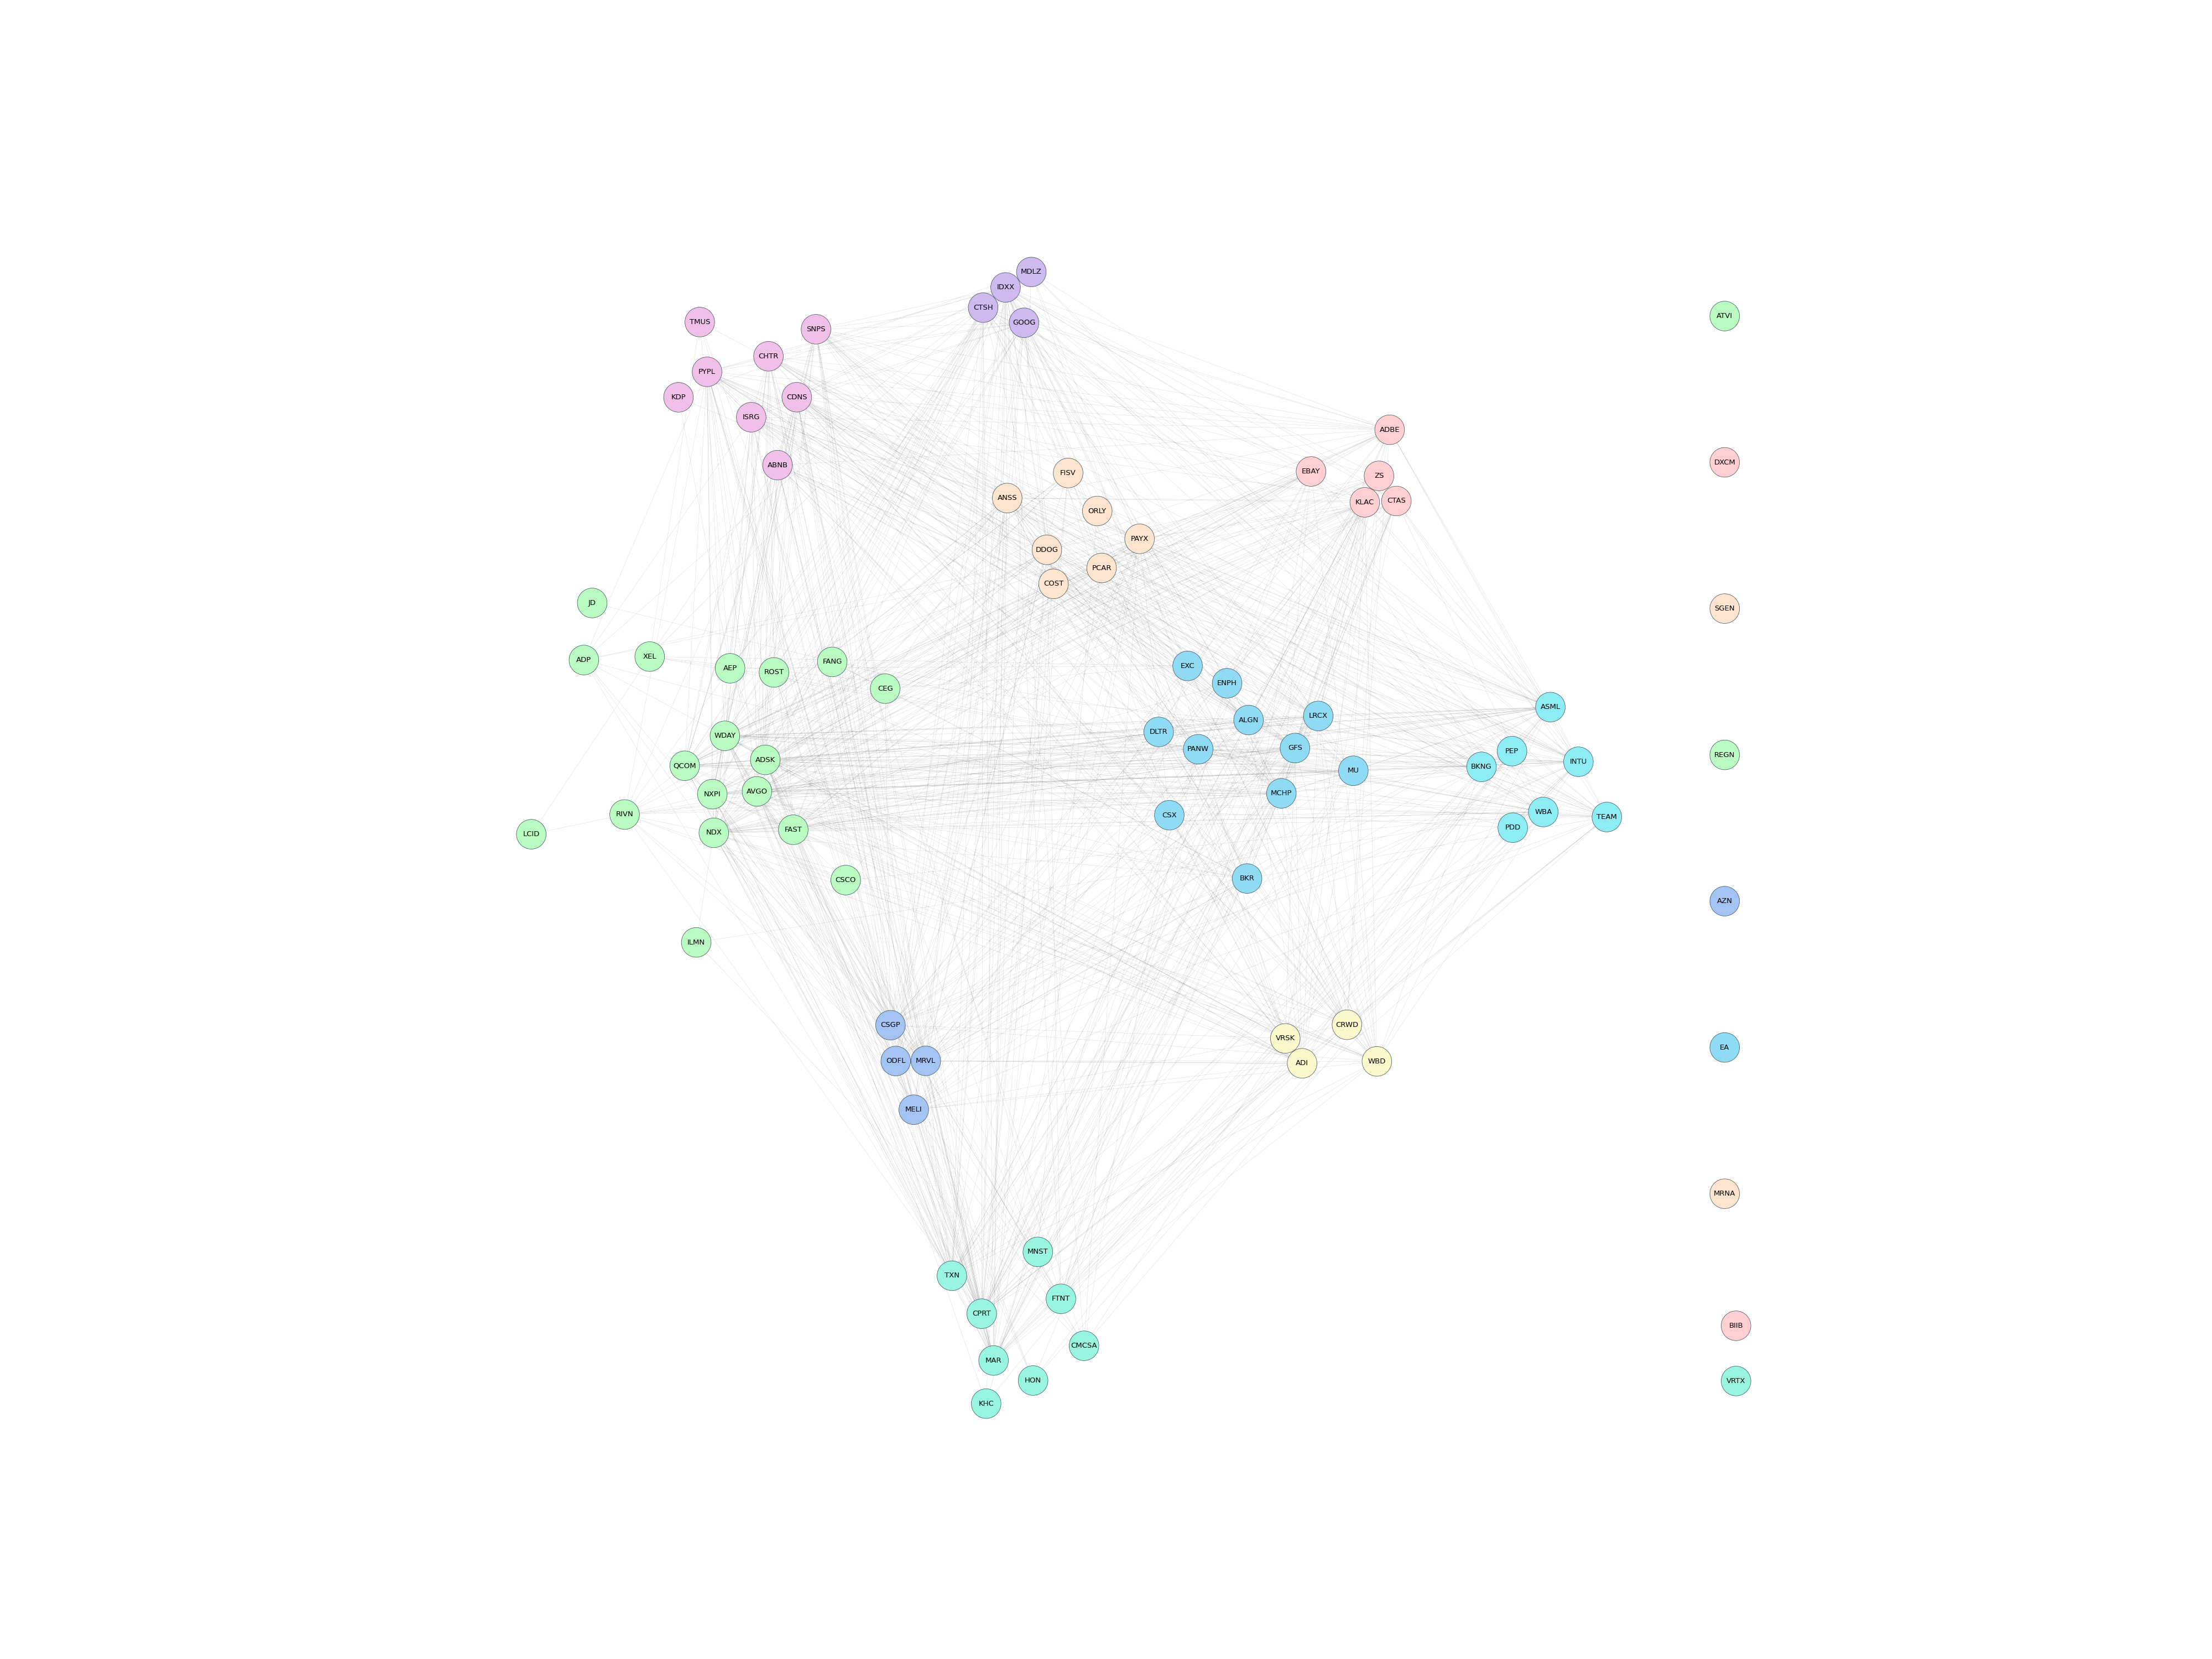 MDLZ
IDXX
CTSH
GOOG
ATVI
TMUS
SNPS
CHTR
PYPL
KDP
CDNS
ISRG
ABNB
ADBE
DXCM
EBAY
FISV
ZS
ANSS
KLAC
CTAS
ORLY
PAYX
DDOG
PCAR
COST
JD
SGEN
ADP
XEL
AEP
ROST
FANG
CEG
EXC
ENPH
ASML
LRCX
ALGN
DLTR
WDAY
PANW
GFS
PEP
REGN
ADSK
QCOM
INTU
BKNG
MU
NXPI
AVGO
MCHP
RIVN
CSX
WBA
TEAM
PDD
LCID
NDX
FAST
CSCO
BKR
AZN
ILMN
CSGP
CRWD
VRSK
EA
ODFL
MRVL
ADI
WBD
MELI
MRNA
MNST
TXN
FTNT
CPRT
BIIB
CMCSA
MAR
HON
VRTX
KHC